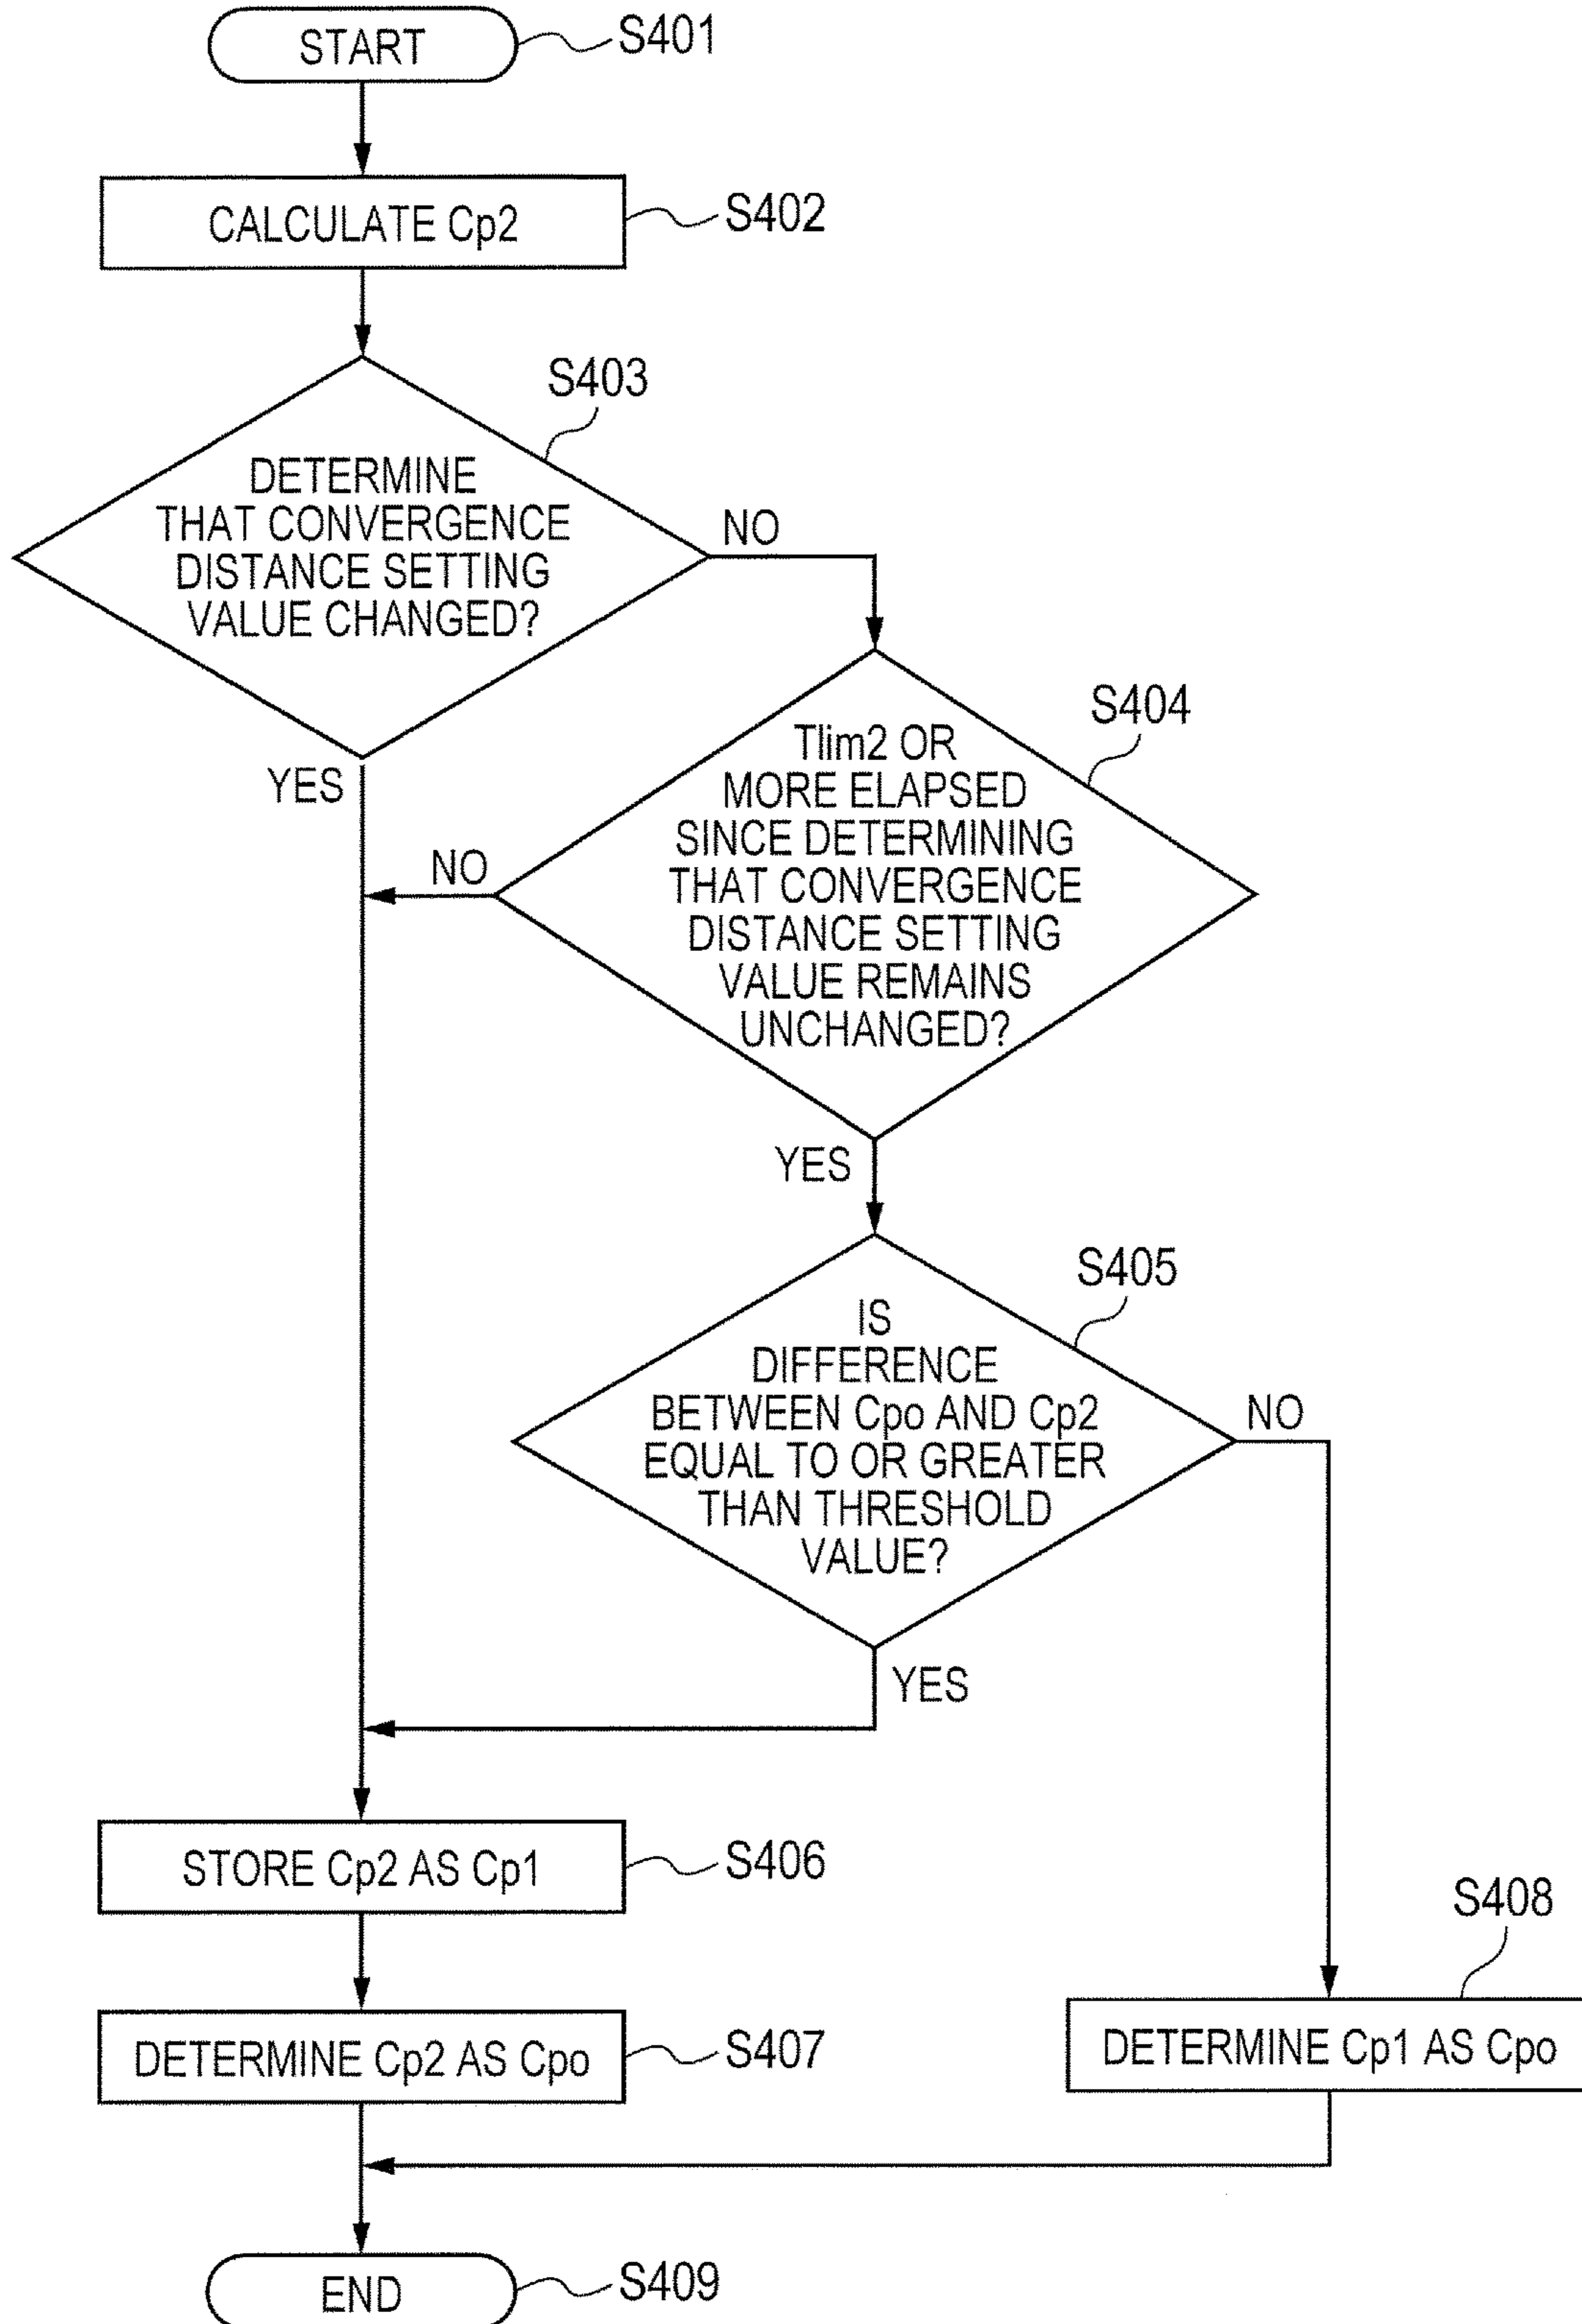 START
S401
CALCULATE Cp2
S402
S403
DETERMINE
THAT CONVERGENCE
DISTANCE SETTING
VALUE CHANGED?
NO
YES
S404
Tlim2 OR
MORE ELAPSED
SINCE DETERMINING
THAT CONVERGENCE
DISTANCE SETTING
VALUE REMAINS
UNCHANGED?
NO
YES
S405
IS
DIFFERENCE
BETWEEN Cpo AND Cp2
EQUAL TO OR GREATER
THAN THRESHOLD
VALUE?
NO
YES
STORE Cp2 AS Cp1
S406
S408
DETERMINE Cp2 AS Cpo
S407
DETERMINE Cp1 AS Cpo
END
S409